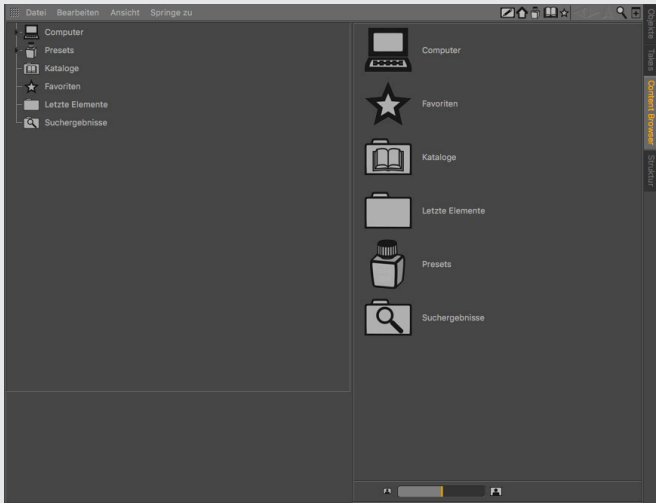 Datei Bearbeiten Ansicht Springe zu
Computer
Presets
Kataloge
Favoriten
Letzte Elemente
Suchergebnisse
Computer
Favoriten
Kataloge
Letzte Elemente
Presets
Suchergebnisse
Objekte
Takes
Content Browser
Struktur